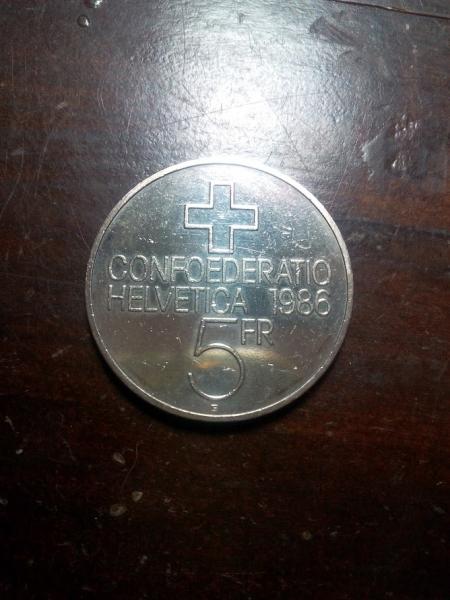 CONFOEDERATIO
HELVETICA 1986
5 FR
B